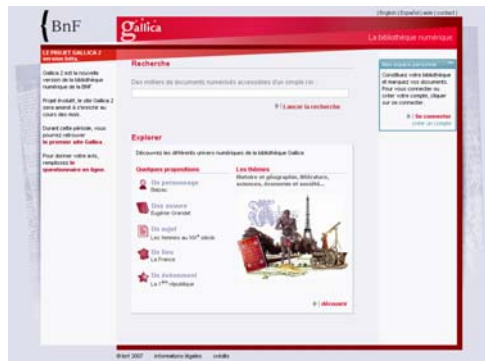 | English | Español | aide | contact |
BnF
Gallica
La bibliothèque numérique
LE PROJET GALLICA 2
version bêta.
Gallica 2 est la nouvelle
version de la bibliothèque
numérique de la BNF.
Projet évolutif, le site Gallica 2
sera amené à s'enrichir au
cours des mois.
Durant cette période, vous
pourrez retrouver
le premier site Gallica.
Pour donner votre avis,
remplissez le
questionnaire en ligne.
Recherche
Des milliers de documents numérisés accessibles d'un simple clic :
Lancer la recherche
Explorer
Découvrez les différents univers numériques de la bibliothèque Gallica
Quelques propositions
Un personnage
Balzac
Une oeuvre
Eugénie Grandet
Un sujet
Les femmes au XIXe siècle
Un lieu
La France
Un événement
La IIIème république
Les thèmes
Histoire et géographie, littérature,
sciences, économie et société...
découvrir
Mon espace personnel
Constituez votre bibliothèque
et marquez vos documents.
Pour vous connecter ou
créer votre compte, cliquer
sur se connecter.
Se connecter
créer un compte
© bnf 2007 informations légales crédits